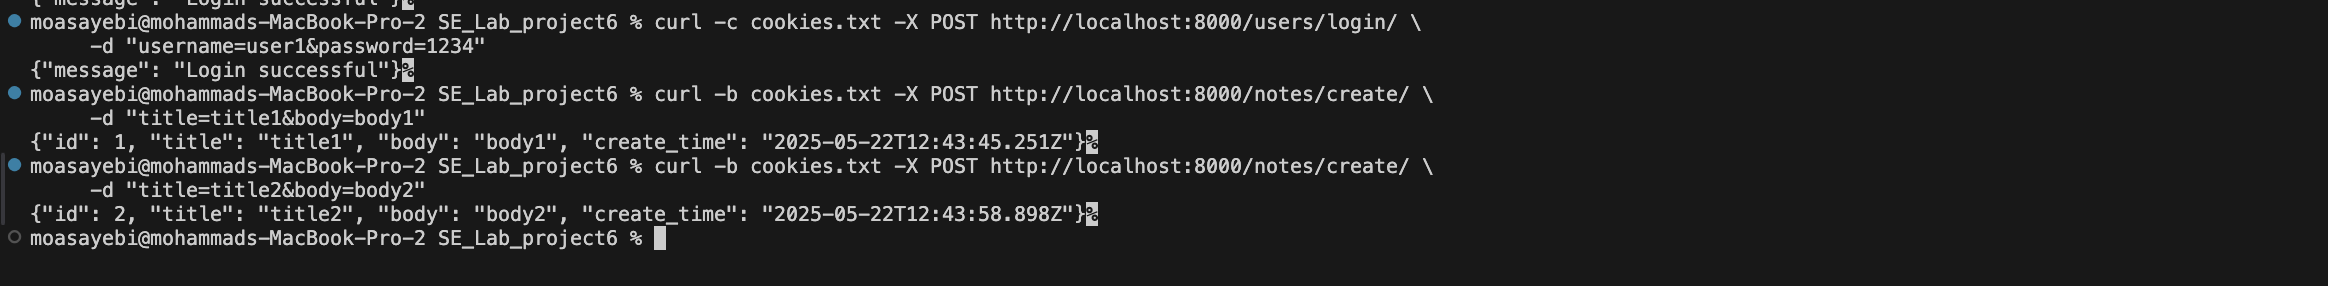 {"message": "Login successful"}%
moasayebi@mohammads-MacBook-Pro-2 SE_Lab_project6 % curl -c cookies.txt -X POST http://localhost:8000/users/login/ \
     -d "username=user1&password=1234"
{"message": "Login successful"}%
moasayebi@mohammads-MacBook-Pro-2 SE_Lab_project6 % curl -b cookies.txt -X POST http://localhost:8000/notes/create/ \
     -d "title=title1&body=body1"
{"id": 1, "title": "title1", "body": "body1", "create_time": "2025-05-22T12:43:45.251Z"}%
moasayebi@mohammads-MacBook-Pro-2 SE_Lab_project6 % curl -b cookies.txt -X POST http://localhost:8000/notes/create/ \
     -d "title=title2&body=body2"
{"id": 2, "title": "title2", "body": "body2", "create_time": "2025-05-22T12:43:58.898Z"}%
moasayebi@mohammads-MacBook-Pro-2 SE_Lab_project6 %